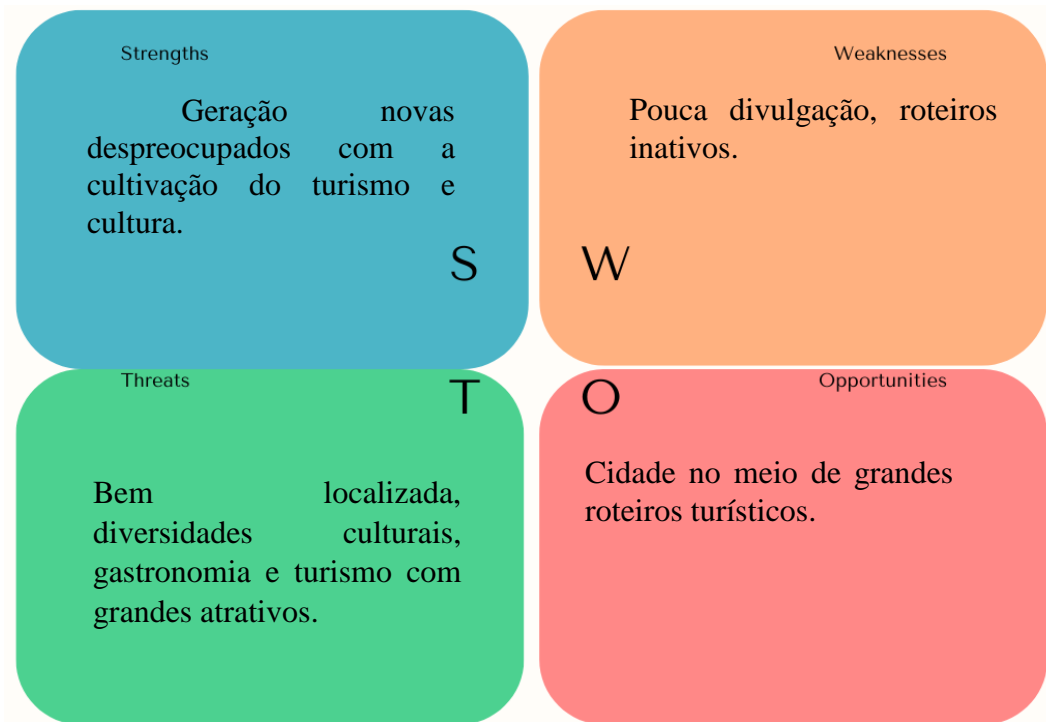 Strengths
Geração novas
despreocupados com a
cultivação do turismo e
cultura.
S
Weaknesses
Pouca divulgação, roteiros
inativos.
W
Threats
T
Bem localizada,
diversidades culturais,
gastronomia e turismo com
grandes atrativos.
O
Opportunities
Cidade no meio de grandes
roteiros turísticos.